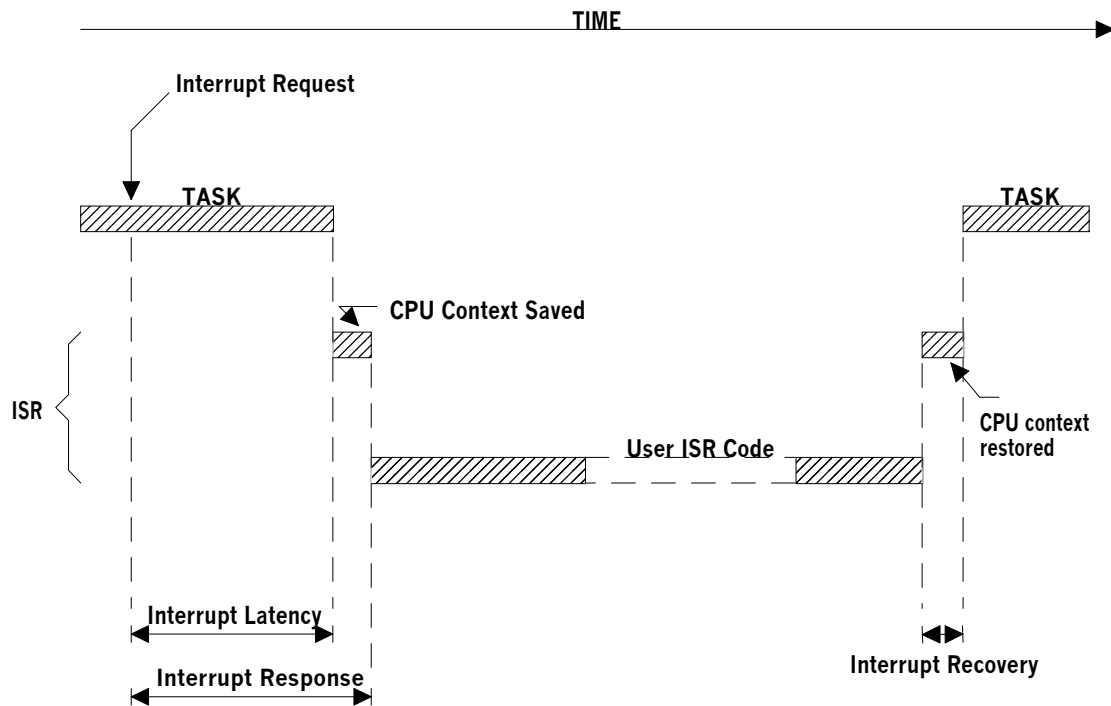 TIME
Interrupt Request
TASK
TASK
CPU Context Saved
ISR
CPU context
restored
User ISR Code
Interrupt Latency
Interrupt Recovery
Interrupt Response